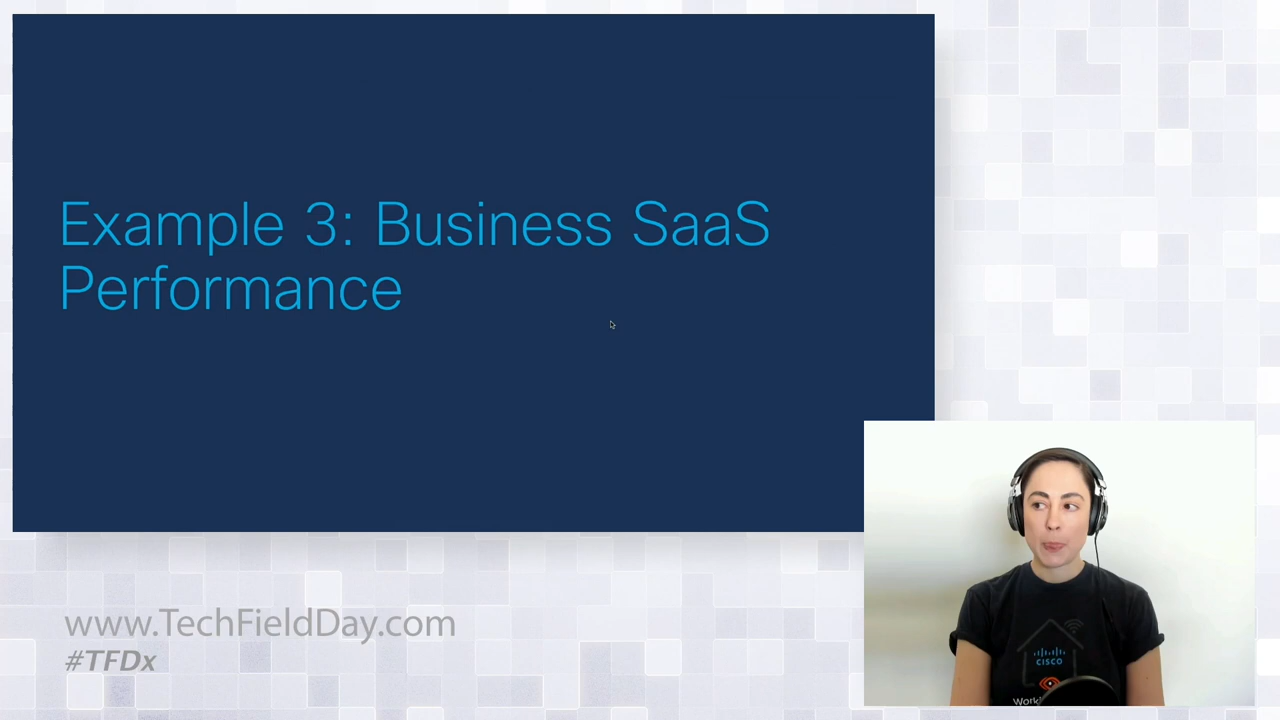 Example 3: Business SaaS
Performance
www.TechFieldDay.com
#TFDx
CISCO